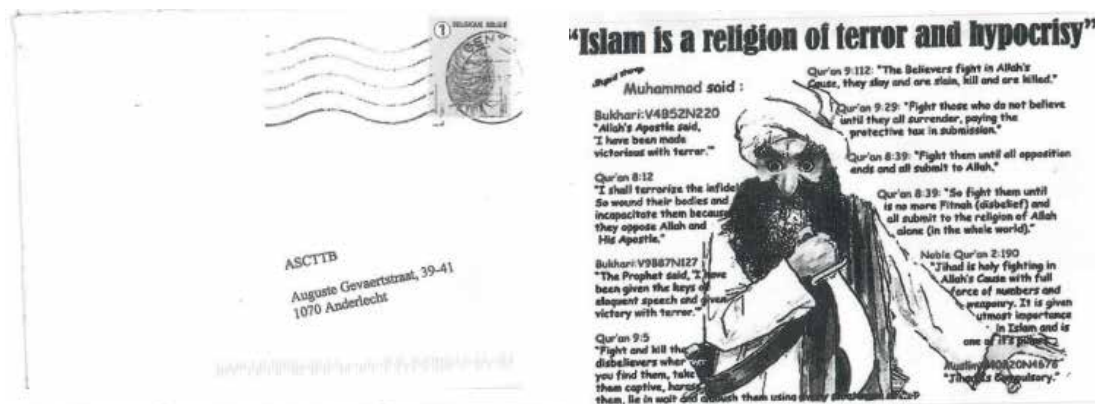 BELGIQUE BELGIË
1
ASCTTB
Auguste Gevaertstraat, 39-41
1070 Anderlecht
"Islam is a religion of terror and hypocrisy"
Muhammad said :
Bukhari:V4B52N220
"Allah's Apostle said,
'I have been made
victorious with terror.'"
Qur'an 8:12
"I shall terrorize the infidel
So wound their bodies and
incapacitate them because
they oppose Allah and
His Apostle."
Bukhari:V9B87N127
"The Prophet said, 'I have
been given the keys of
eloquent speech and given
victory with terror.'"
Qur'an 9:5
"Fight and kill the
disbelievers wher
you find them, take
them captive, harass
them, lie in wait and ambush them using every
Qur'an 9:112: "The Believers fight in Allah's
Cause, they slay and are slain, kill and are killed."
Qur'an 9:29: "Fight those who do not believe
until they all surrender, paying the
protective tax in submission."
Qur'an 8:39: "Fight them until all opposition
ends and all submit to Allah."
Qur'an 8:39: "So fight them until
is no more Fitnah (disbelief) and
all submit to the religion of Allah
alone (in the whole world)."
Noble Qur'an 2:190
"Jihad is holy fighting in
Allah's Cause with full
force of numbers and
weaponry. It is given
utmost importance
in Islam and is
one of it's
"Jihad is Compulsory."